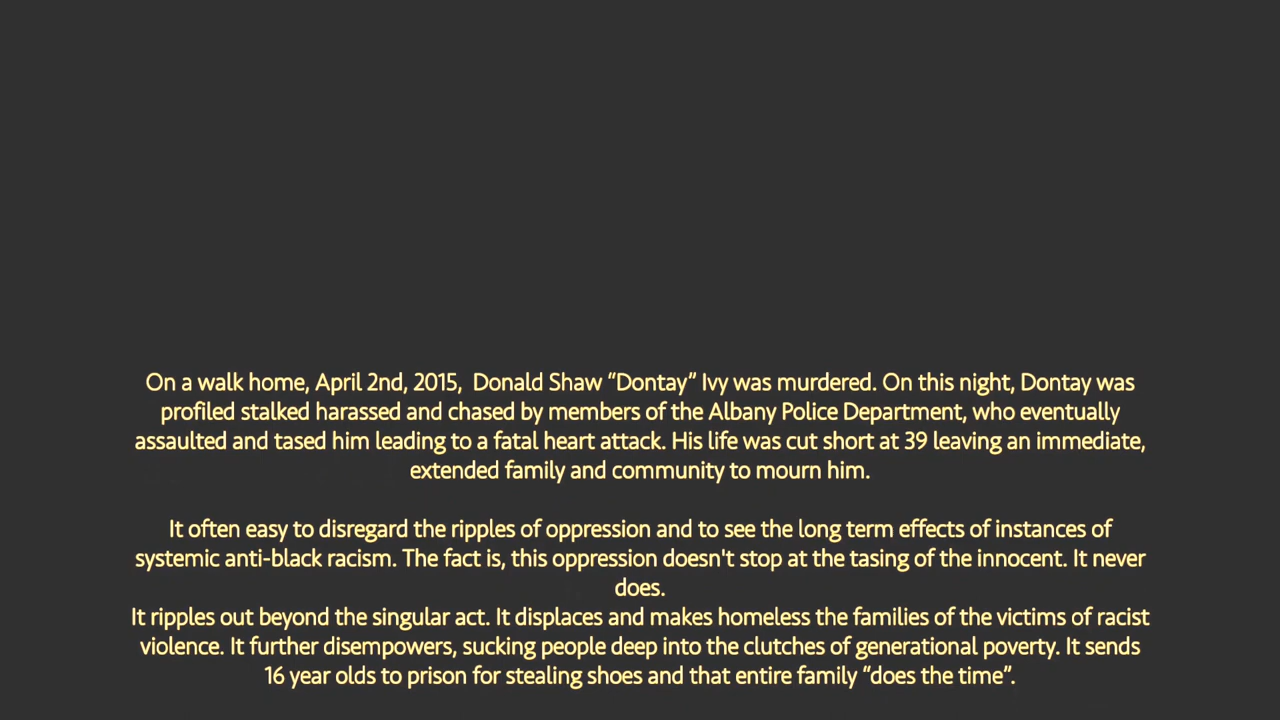 On a walk home, April 2nd, 2015,  Donald Shaw “Dontay” Ivy was murdered. On this night, Dontay was
profiled stalked harassed and chased by members of the Albany Police Department, who eventually
assaulted and tased him leading to a fatal heart attack. His life was cut short at 39 leaving an immediate,
extended family and community to mourn him.
It often easy to disregard the ripples of oppression and to see the long term effects of instances of
systemic anti-black racism. The fact is, this oppression doesn't stop at the tasing of the innocent. It never
does.
It ripples out beyond the singular act. It displaces and makes homeless the families of the victims of racist
violence. It further disempowers, sucking people deep into the clutches of generational poverty. It sends
16 year olds to prison for stealing shoes and that entire family “does the time”.